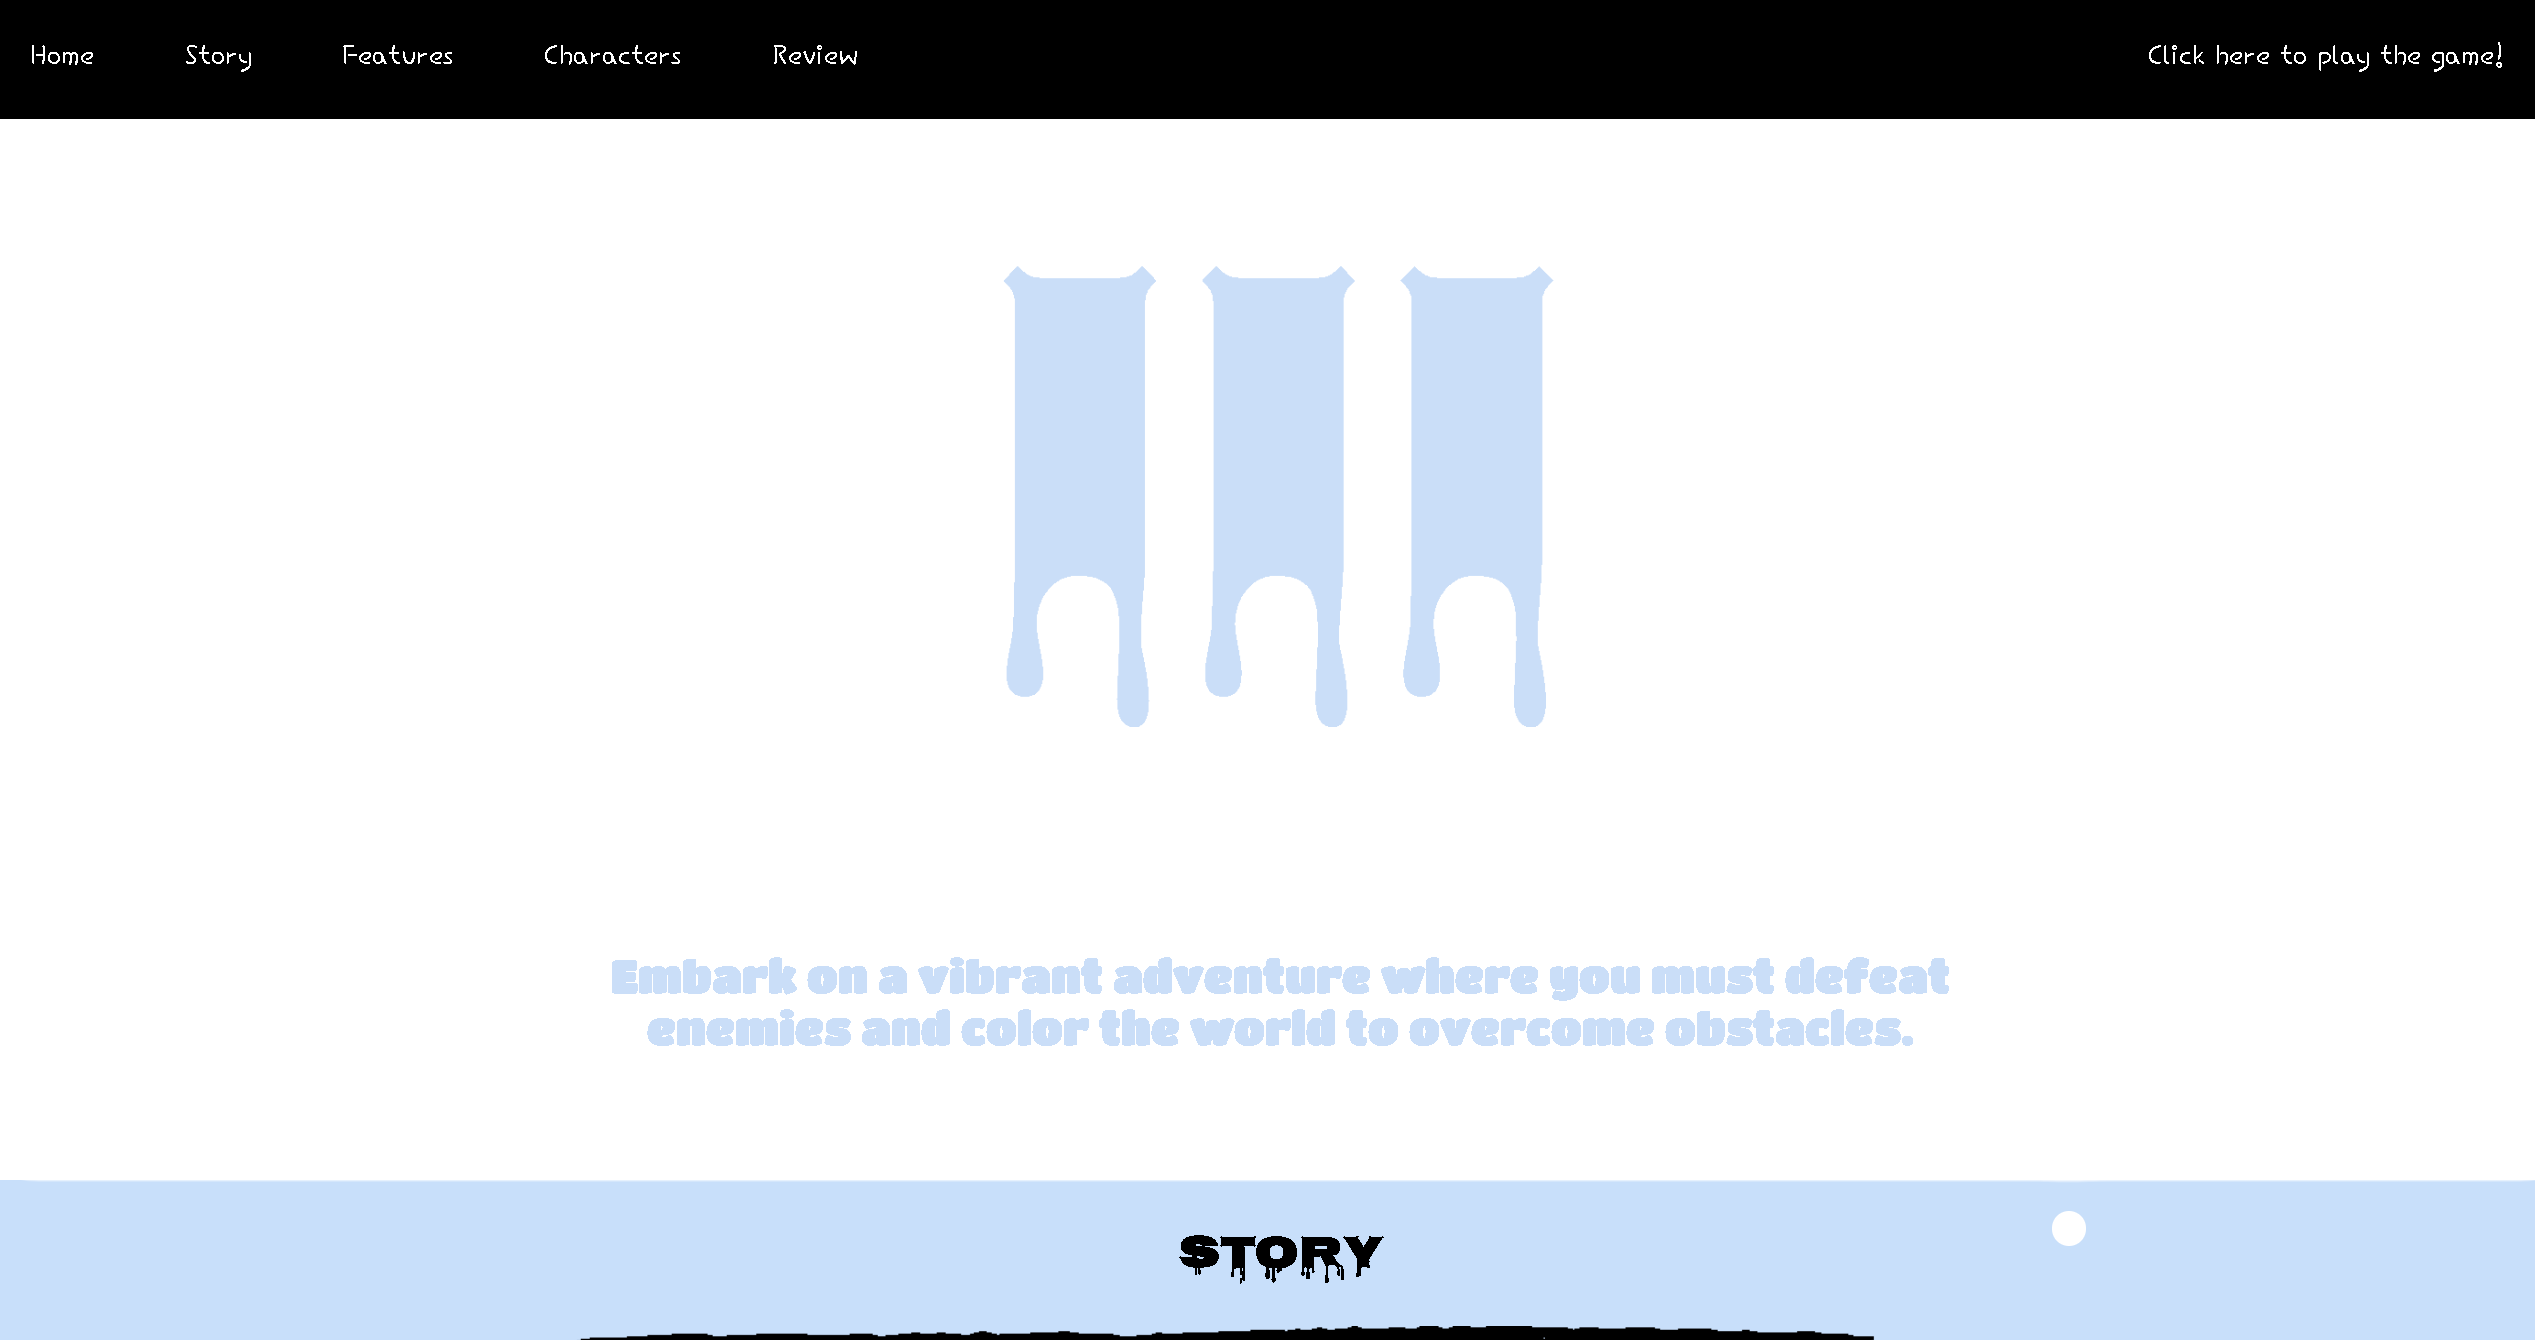 Home Story Features Characters Review Click here to play the game!
III
Embark on a vibrant adventure where you must defeat
enemies and color the world to overcome obstacles.
STORY